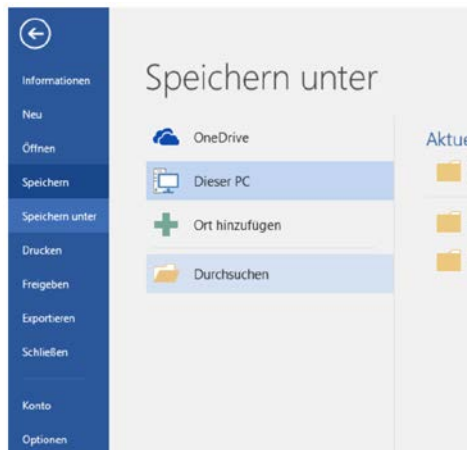 Informationen
Neu
Öffnen
Speichern
Speichern unter
Drucken
Freigeben
Exportieren
Schließen
Konto
Optionen
Speichern unter
OneDrive
Dieser PC
Ort hinzufügen
Durchsuchen
Aktue